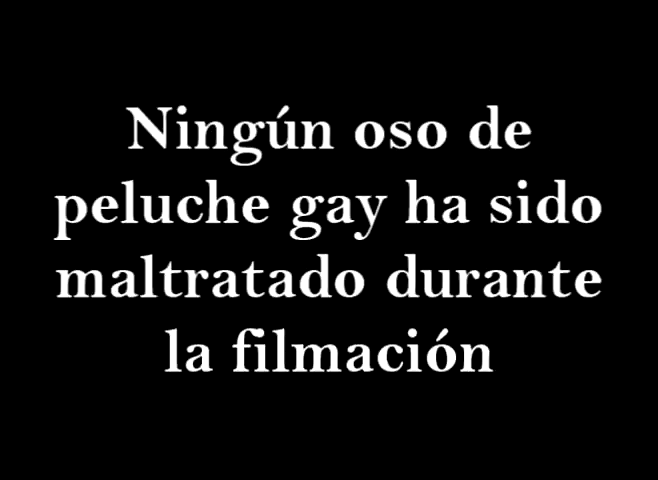 Ningún oso de
peluche gay ha sido
maltratado durante
la filmación